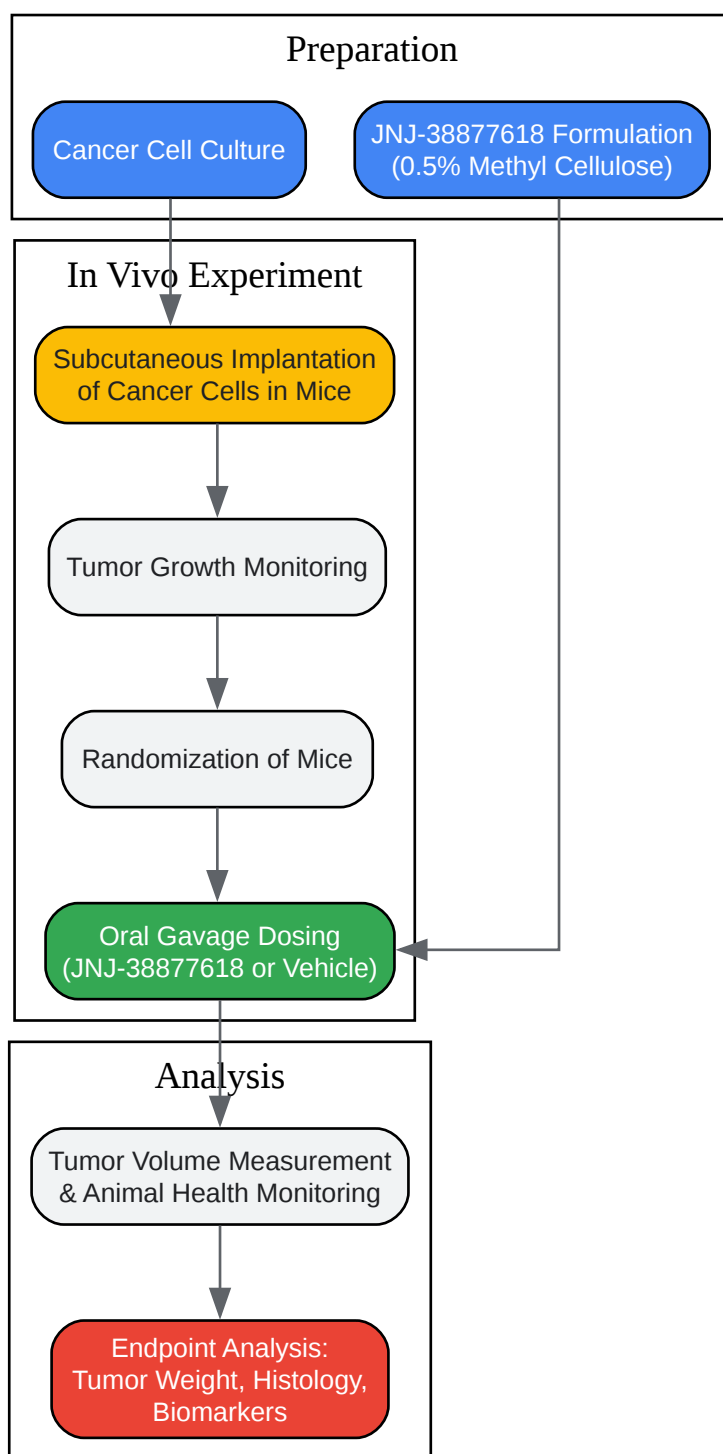 Preparation
Cancer Cell Culture
JNJ-38877618 Formulation
(0.5% Methyl Cellulose)
In Vivo Experiment
Subcutaneous Implantation
of Cancer Cells in Mice
Tumor Growth Monitoring
Randomization of Mice
Oral Gavage Dosing
(JNJ-38877618 or Vehicle)
Analysis
Tumor Volume Measurement
& Animal Health Monitoring
Endpoint Analysis:
Tumor Weight, Histology,
Biomarkers